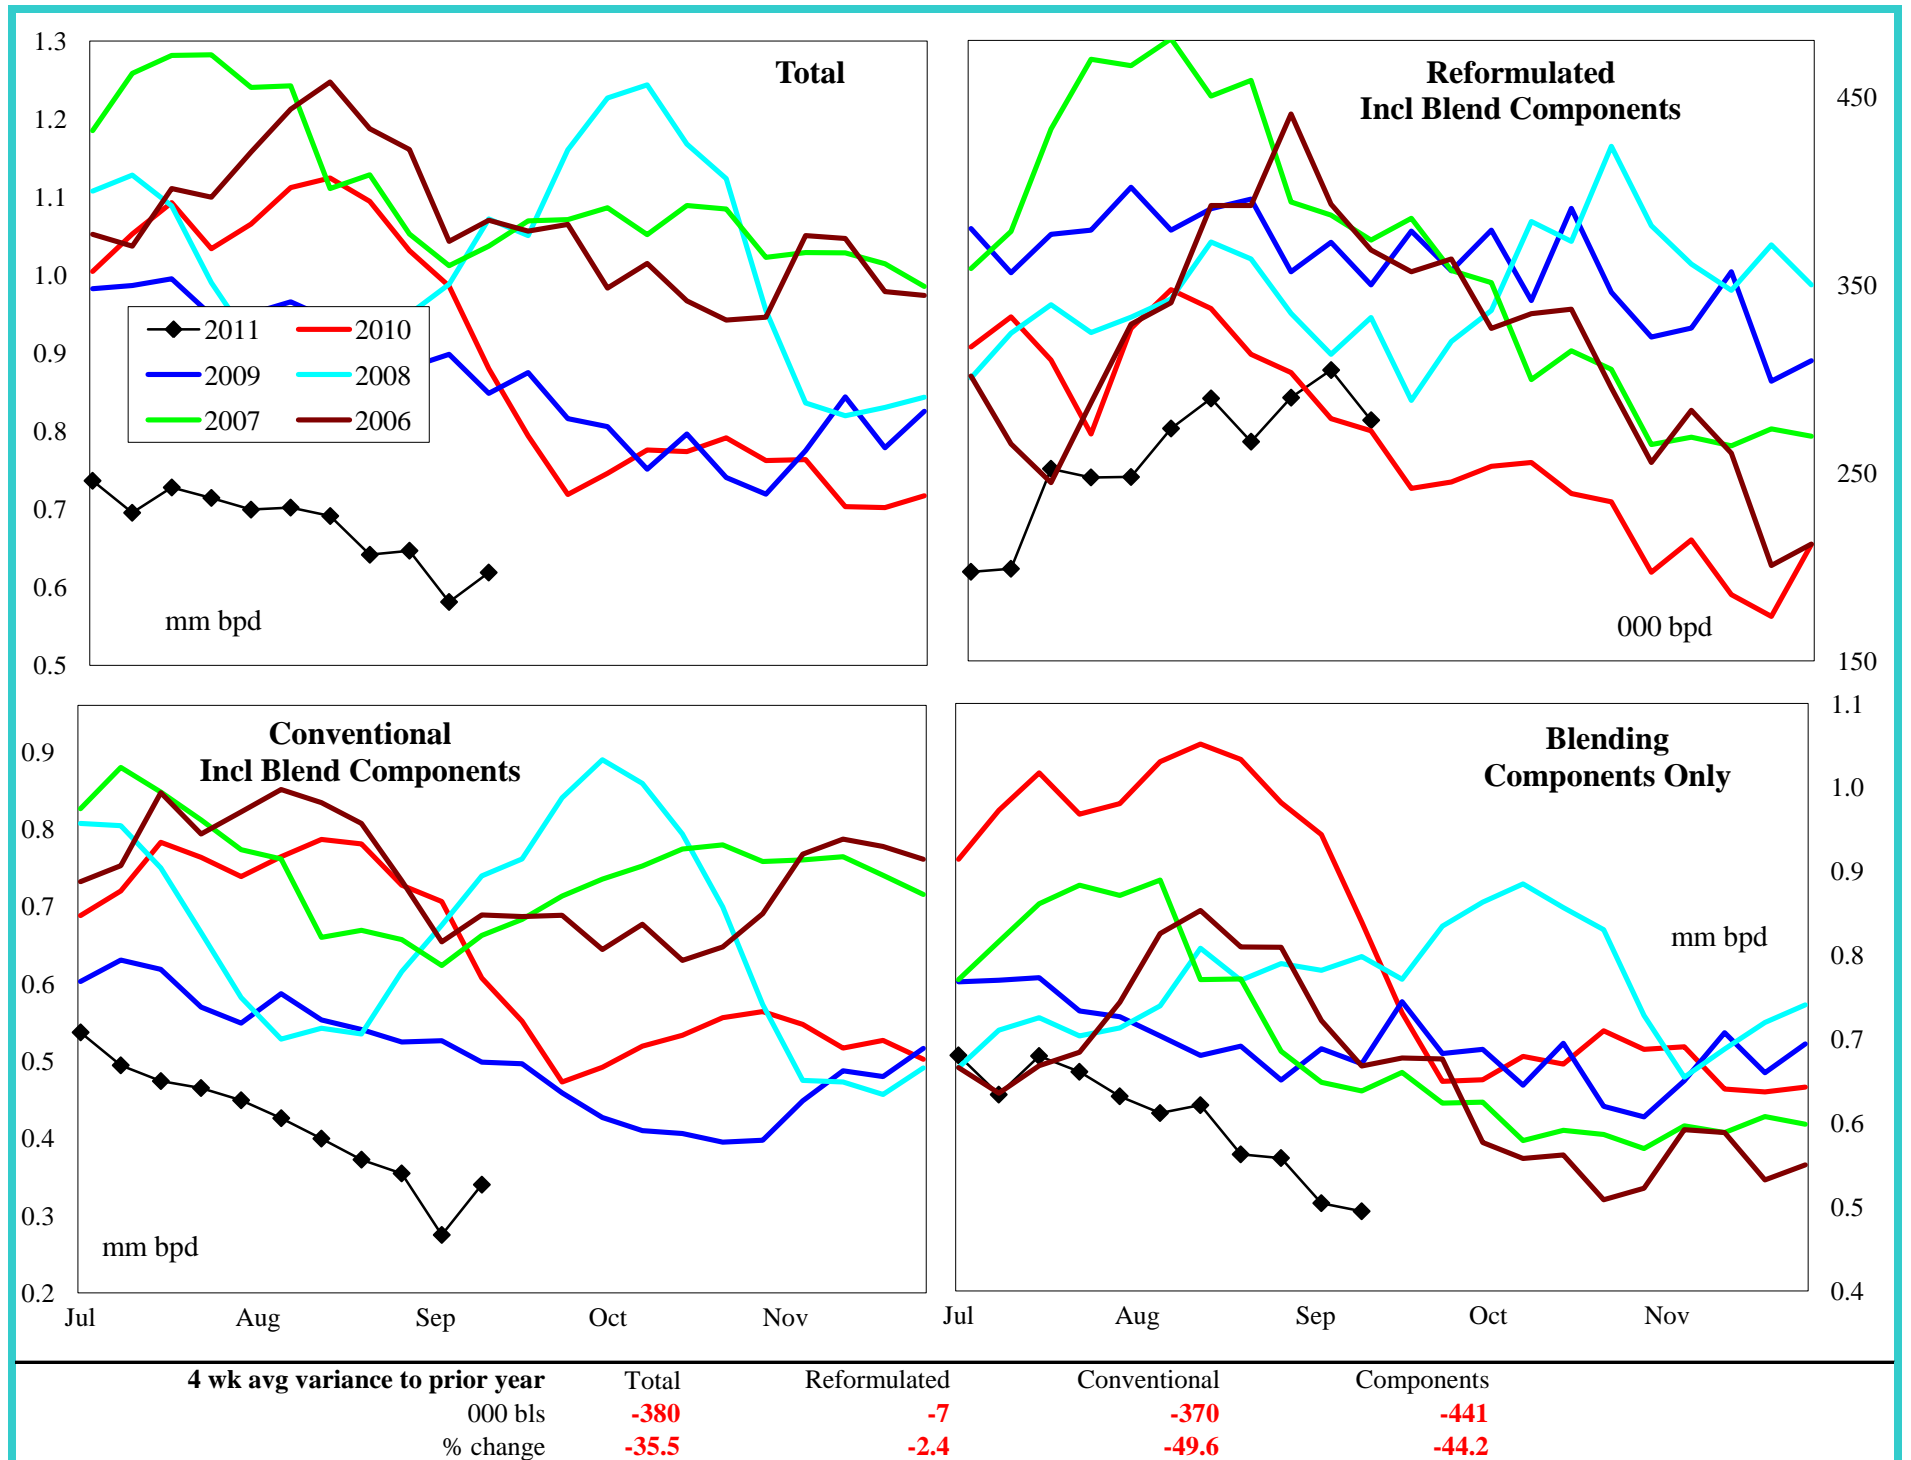 Total
1.3
1.2
1.1
1.0
0.9
0.8
0.7
0.6
0.5
2011 2010
2009 2008
2007 2006
mm bpd
Reformulated
Incl Blend Components
450
350
250
150
000 bpd
Conventional
Incl Blend Components
0.9
0.8
0.7
0.6
0.5
0.4
0.3
0.2
mm bpd
Jul Aug Sep Oct Nov
Blending
Components Only
1.1
1.0
0.9
0.8
0.7
0.6
0.5
0.4
mm bpd
Jul Aug Sep Oct Nov
4 wk avg variance to prior year Total Reformulated Conventional Components
000 bls -380 -7 -370 -441
% change -35.5 -2.4 -49.6 -44.2